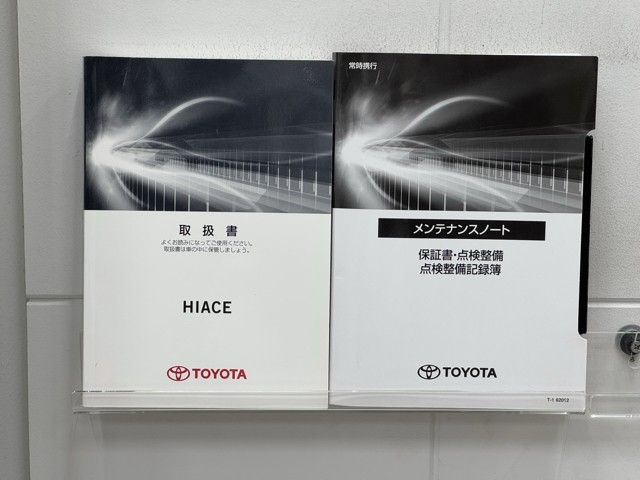 取扱書
よくお読みになってご使用ください。
取扱書は車の中に保管しましょう。
HIACE
TOYOTA
常時携行
メンテナンスノート
保証書・点検整備
点検整備記録簿
TOYOTA
T-1 62012